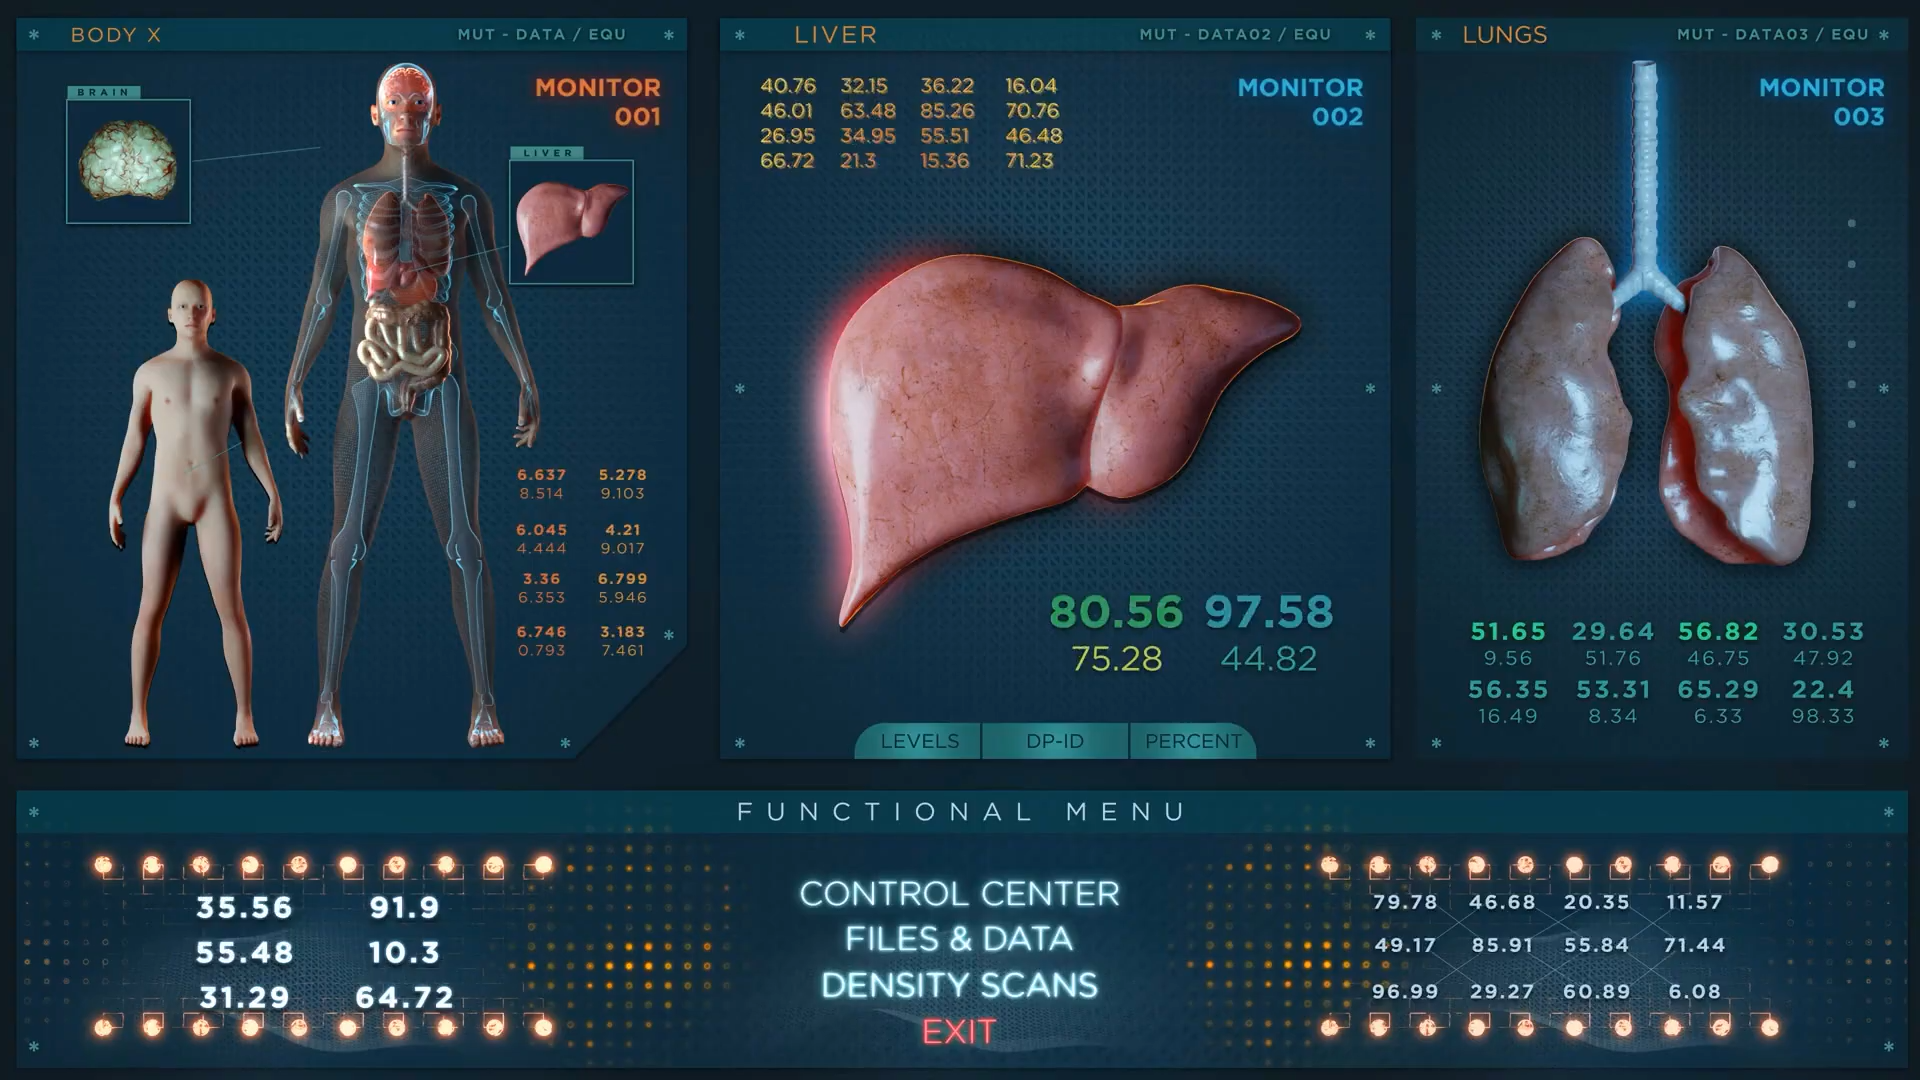 * BODY X MUT - DATA / EQU *
BRAIN
MONITOR
001
LIVER
6.637 5.278
8.514 9.103
6.045 4.21
4.444 9.017
3.36 6.799
6.353 5.946
6.746 3.183 *
0.793 7.461
* *
* LIVER MUT - DATA02 / EQU *
40.76 32.15 36.22 16.04
46.01 63.48 85.26 70.76
26.95 34.95 55.51 46.48
66.72 21.3 15.36 71.23
MONITOR
002
* *
80.56 97.58
75.28 44.82
* LEVELS DP-ID PERCENT *
* LUNGS MUT - DATA03 / EQU *
MONITOR
003
* *
51.65 29.64 56.82 30.53
9.56 51.76 46.75 47.92
56.35 53.31 65.29 22.4
16.49 8.34 6.33 98.33
* *
* FUNCTIONAL MENU *
35.56 91.9
55.48 10.3
31.29 64.72
CONTROL CENTER
FILES & DATA
DENSITY SCANS
EXIT
79.78 46.68 20.35 11.57
49.17 85.91 55.84 71.44
96.99 29.27 60.89 6.08
* *